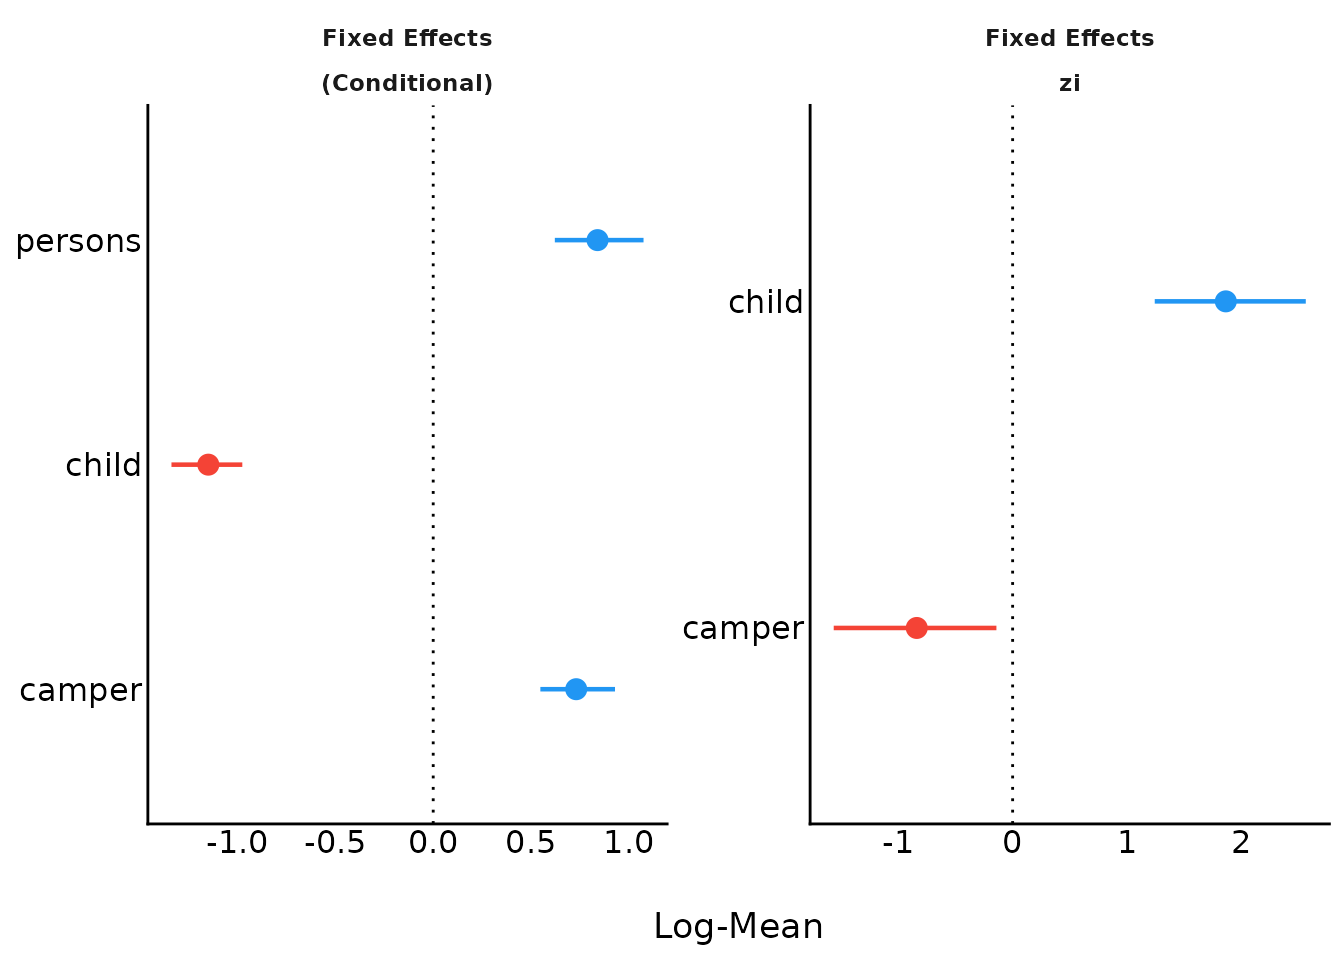 Fixed Effects
(Conditional)
persons
child
camper
-1.0 -0.5 0.0 0.5 1.0
Fixed Effects
zi
child
camper
-1 0 1 2
Log-Mean